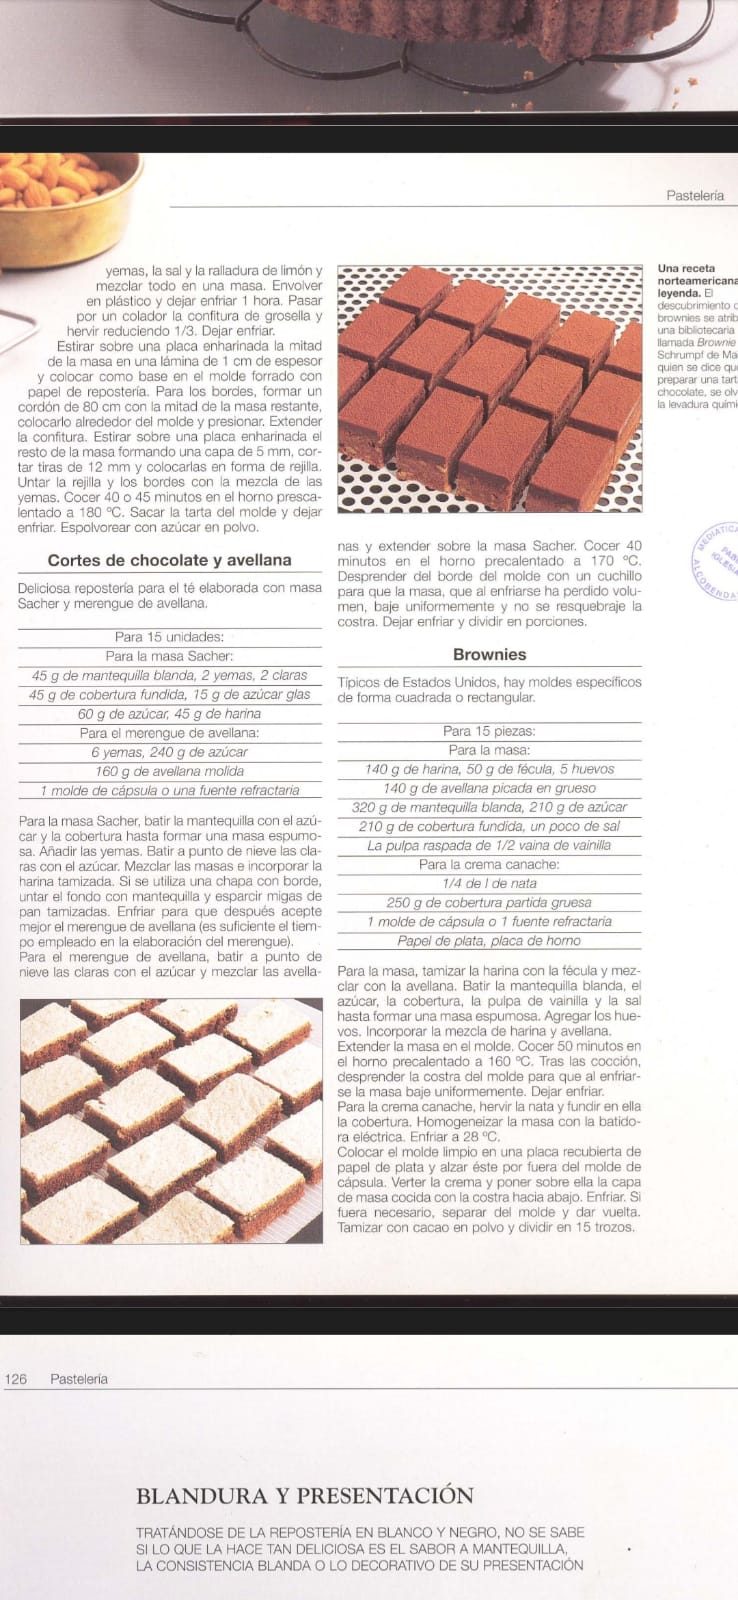 Pastelería
yemas, la sal y la ralladura de limón y
mezclar todo en una masa. Envolver
en plástico y dejar enfriar 1 hora. Pasar
por un colador la confitura de grosella y
hervir reduciendo 1/3. Dejar enfriar.
Estirar sobre una placa enharinada la mitad
de la masa en una lámina de 1 cm de espesor
y colocar como base en el molde forrado con
papel de repostería. Para los bordes, formar un
cordón de 80 cm con la mitad de la masa restante,
colocarlo alrededor del molde y presionar. Extender
la confitura. Estirar sobre una placa enharinada el
resto de la masa formando una capa de 5 mm, cor-
tar tiras de 12 mm y colocarlas en forma de rejilla.
Untar la rejilla y los bordes con la mezcla de las
yemas. Cocer 40 o 45 minutos en el horno presca-
lentado a 180 ºC. Sacar la tarta del molde y dejar
enfriar. Espolvorear con azúcar en polvo.
Cortes de chocolate y avellana
Deliciosa repostería para el té elaborada con masa
Sacher y merengue de avellana.
Para 15 unidades:
Para la masa Sacher:
45 g de mantequilla blanda, 2 yemas, 2 claras
45 g de cobertura fundida, 15 g de azúcar glas
60 g de azúcar, 45 g de harina
Para el merengue de avellana:
6 yemas, 240 g de azúcar
160 g de avellana molida
1 molde de cápsula o una fuente refractaria
Para la masa Sacher, batir la mantequilla con el azú-
car y la cobertura hasta formar una masa espumo-
sa. Añadir las yemas. Batir a punto de nieve las cla-
ras con el azúcar. Mezclar las masas e incorporar la
harina tamizada. Si se utiliza una chapa con borde,
untar el fondo con mantequilla y esparcir migas de
pan tamizadas. Enfriar para que después acepte
mejor el merengue de avellana (es suficiente el tiem-
po empleado en la elaboración del merengue).
Para el merengue de avellana, batir a punto de
nieve las claras con el azúcar y mezclar las avella-
nas y extender sobre la masa Sacher. Cocer 40
minutos en el horno precalentado a 170 ºC.
Desprender del borde del molde con un cuchillo
para que la masa, que al enfriarse ha perdido volu-
men, baje uniformemente y no se resquebraje la
costra. Dejar enfriar y dividir en porciones.
Brownies
Típicos de Estados Unidos, hay moldes específicos
de forma cuadrada o rectangular.
Para 15 piezas:
Para la masa:
140 g de harina, 50 g de fécula, 5 huevos
140 g de avellana picada en grueso
320 g de mantequilla blanda, 210 g de azúcar
210 g de cobertura fundida, un poco de sal
La pulpa raspada de 1/2 vaina de vainilla
Para la crema canache:
1/4 de l de nata
250 g de cobertura partida gruesa
1 molde de cápsula o 1 fuente refractaria
Papel de plata, placa de horno
Para la masa, tamizar la harina con la fécula y mez-
clar con la avellana. Batir la mantequilla blanda, el
azúcar, la cobertura, la pulpa de vainilla y la sal
hasta formar una masa espumosa. Agregar los hue-
vos. Incorporar la mezcla de harina y avellana.
Extender la masa en el molde. Cocer 50 minutos en
el horno precalentado a 160 ºC. Tras las cocción,
desprender la costra del molde para que al enfriar-
se la masa baje uniformemente. Dejar enfriar.
Para la crema canache, hervir la nata y fundir en ella
la cobertura. Homogeneizar la masa con la batido-
ra eléctrica. Enfriar a 28 ºC.
Colocar el molde limpio en una placa recubierta de
papel de plata y alzar éste por fuera del molde de
cápsula. Verter la crema y poner sobre ella la capa
de masa cocida con la costra hacia abajo. Enfriar. Si
fuera necesario, separar del molde y dar vuelta.
Tamizar con cacao en polvo y dividir en 15 trozos.
Una receta
norteamericana
leyenda. El
descubrimiento
brownies se atrib
una bibliotecaria
llamada Brownie
Schrumpf de Ma
quien se dice que
preparar una tart
chocolate, se olv
la levadura quími
MEDIATICA
PABL
IGLESIA
ALCOBENDA
126 Pastelería
BLANDURA Y PRESENTACIÓN
TRATÁNDOSE DE LA REPOSTERÍA EN BLANCO Y NEGRO, NO SE SABE
SI LO QUE LA HACE TAN DELICIOSA ES EL SABOR A MANTEQUILLA,
LA CONSISTENCIA BLANDA O LO DECORATIVO DE SU PRESENTACIÓN